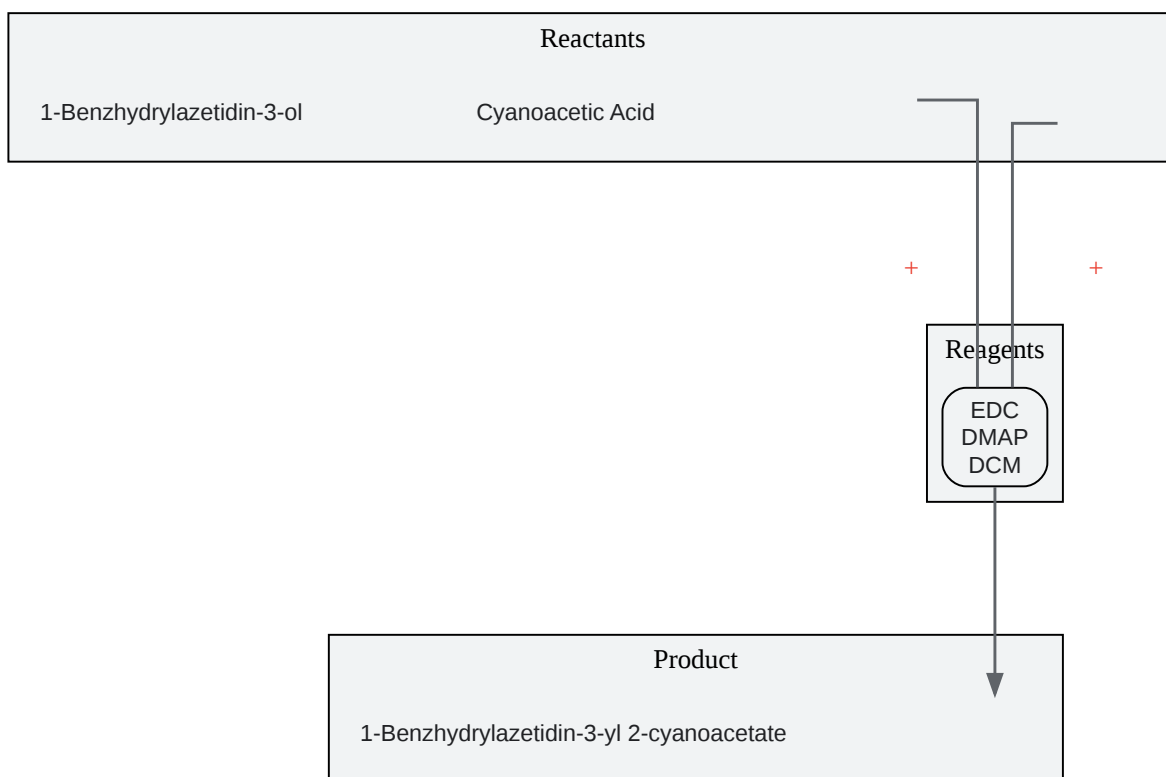 Reactants
1-Benzhydrylazetidin-3-ol
Cyanoacetic Acid
+
+
Reagents
EDC
DMAP
DCM
Product
1-Benzhydrylazetidin-3-yl 2-cyanoacetate